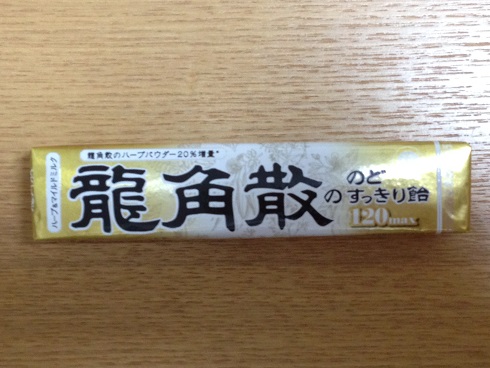 龍角散のハーブパウダー20%増量*
ハーブ&マイルドミルク
龍角散の
のど
すっきり飴
120max